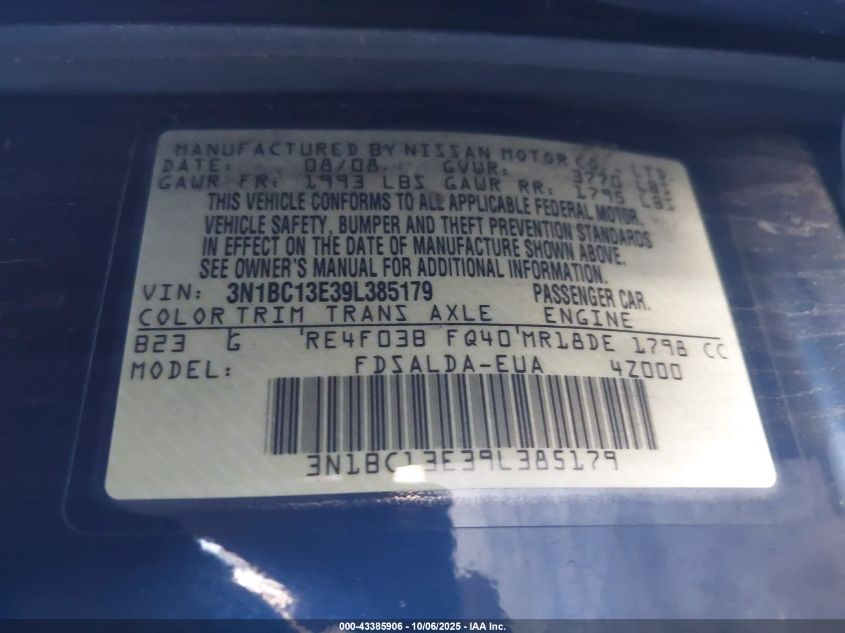 MANUFACTURED BY NISSAN MOTOR CO., LTD
DATE: 08/08. GVWR: 3770 LBS
GAWR FR: 1993 LBS GAWR RR: 1795 LBS
THIS VEHICLE CONFORMS TO ALL APPLICABLE FEDERAL MOTOR
VEHICLE SAFETY, BUMPER AND THEFT PREVENTION STANDARDS
IN EFFECT ON THE DATE OF MANUFACTURE SHOWN ABOVE.
SEE OWNER'S MANUAL FOR ADDITIONAL INFORMATION.
VIN: 3N1BC13E39L385179 PASSENGER CAR.
COLOR TRIM TRANS AXLE ENGINE
B23 G RE4F03B FQ40 MR18DE 1798 CC
MODEL: FDSALDA-EUA 4Z000
3N1BC13E39L385179
000-43385906 - 10/06/2025 - IAA Inc.